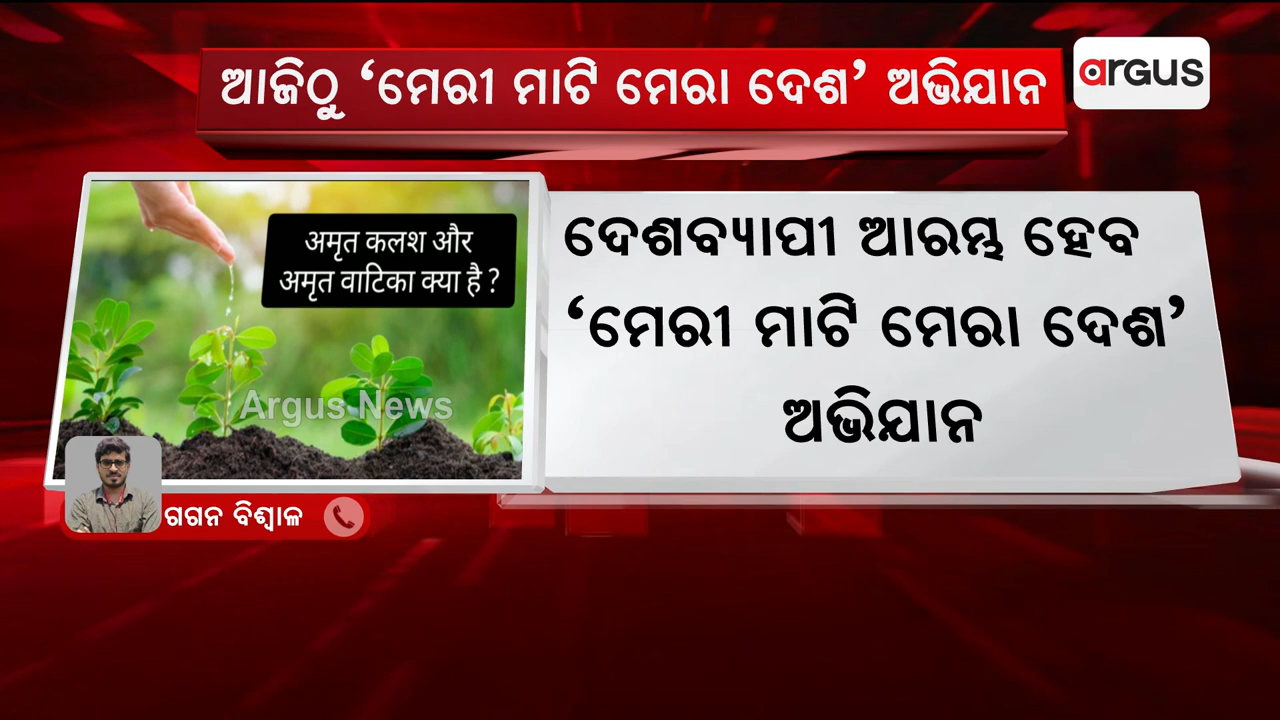 ଆଜିଠୁ ‘ମେରୀ ମାଟି ମେରା ଦେଶ’ ଅଭିଯାନ
argus
अमृत कलश और
अमृत वाटिका क्या है ?
Argus News
ଦେଶବ୍ୟାପୀ ଆରମ୍ଭ ହେବ
‘ମେରୀ ମାଟି ମେରା ଦେଶ’
ଅଭିଯାନ
ଗଗନ ବିଶ୍ୱାଳ